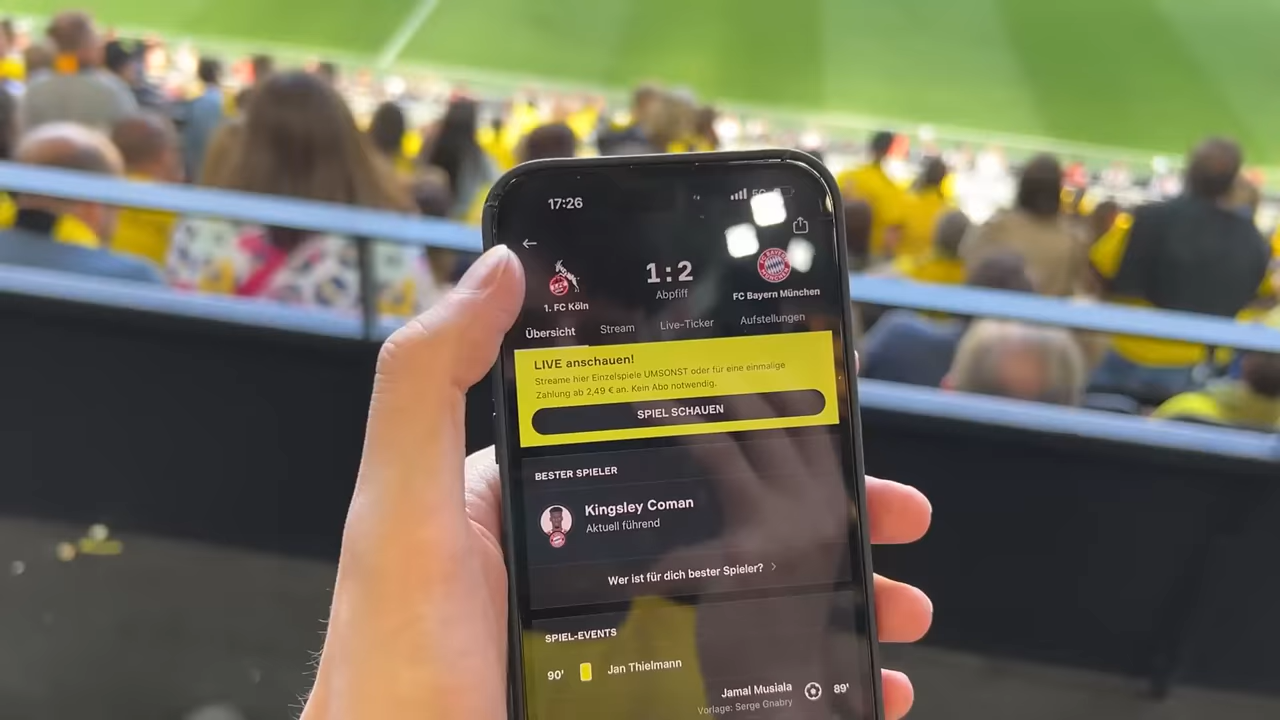 17:26
5G
1:2
Abpfiff
1. FC Köln
FC Bayern München
Übersicht Stream Live-Ticker Aufstellungen
LIVE anschauen!
Streame hier Einzelspiele UMSONST oder für eine einmalige
Zahlung ab 2,49 € an. Kein Abo notwendig.
SPIEL SCHAUEN
BESTER SPIELER
Kingsley Coman
Aktuell führend
Wer ist für dich bester Spieler?
SPIEL-EVENTS
90' Jan Thielmann
Jamal Musiala 89'
Vorlage: Serge Gnabry